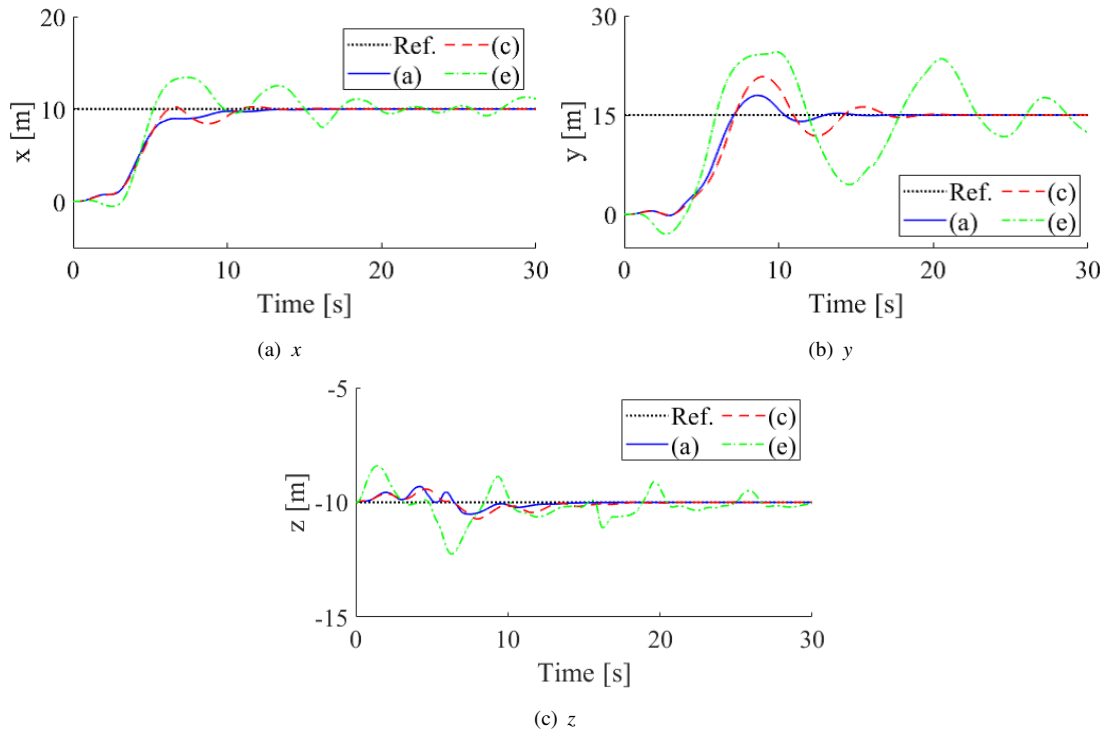 20
10
0
x [m]
Ref.
(c)
(a)
(e)
0
10
20
30
Time [s]
(a) x
30
15
0
y [m]
Ref.
(c)
(a)
(e)
0
10
20
30
Time [s]
(b) y
-5
-10
-15
z [m]
Ref.
(c)
(a)
(e)
0
10
20
30
Time [s]
(c) z